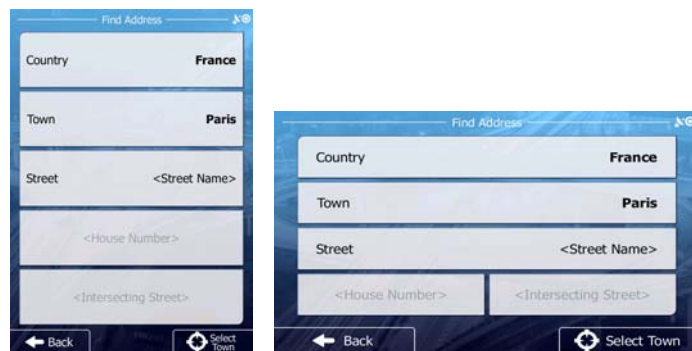 Find Address
Country France
Town Paris
Street <Street Name>
<House Number>
<Intersecting Street>
Back Select
Town
Find Address
Country France
Town Paris
Street <Street Name>
<House Number> <Intersecting Street>
Back Select Town